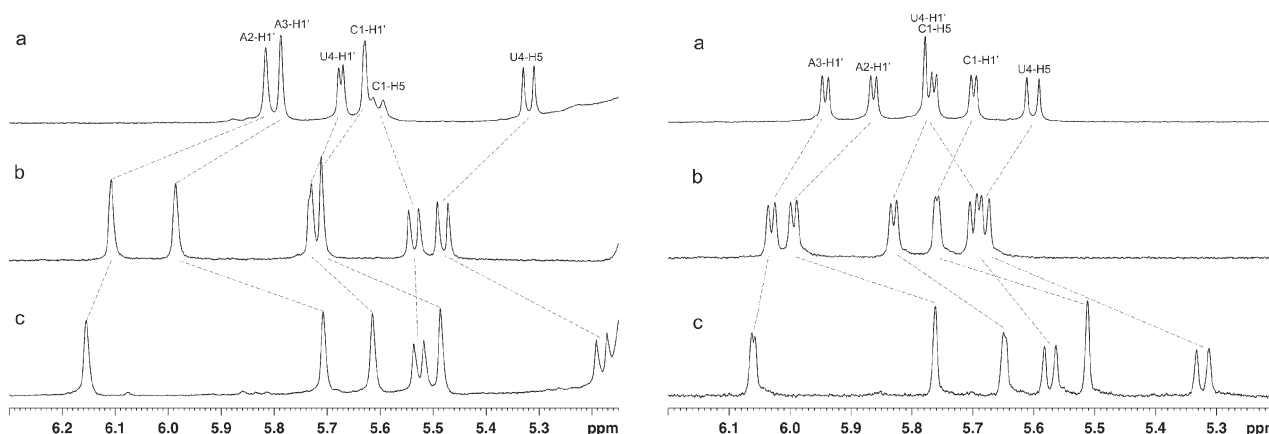 a
A2-H1' A3-H1' U4-H1' C1-H1' C1-H5 U4-H5
b
c
6.2 6.1 6.0 5.9 5.8 5.7 5.6 5.5 5.4 ppm
a
A3-H1' A2-H1' U4-H1' C1-H5 C1-H1' U4-H5
b
c
6.1 6.0 5.9 5.8 5.7 5.6 5.5 5.4 5.3 ppm